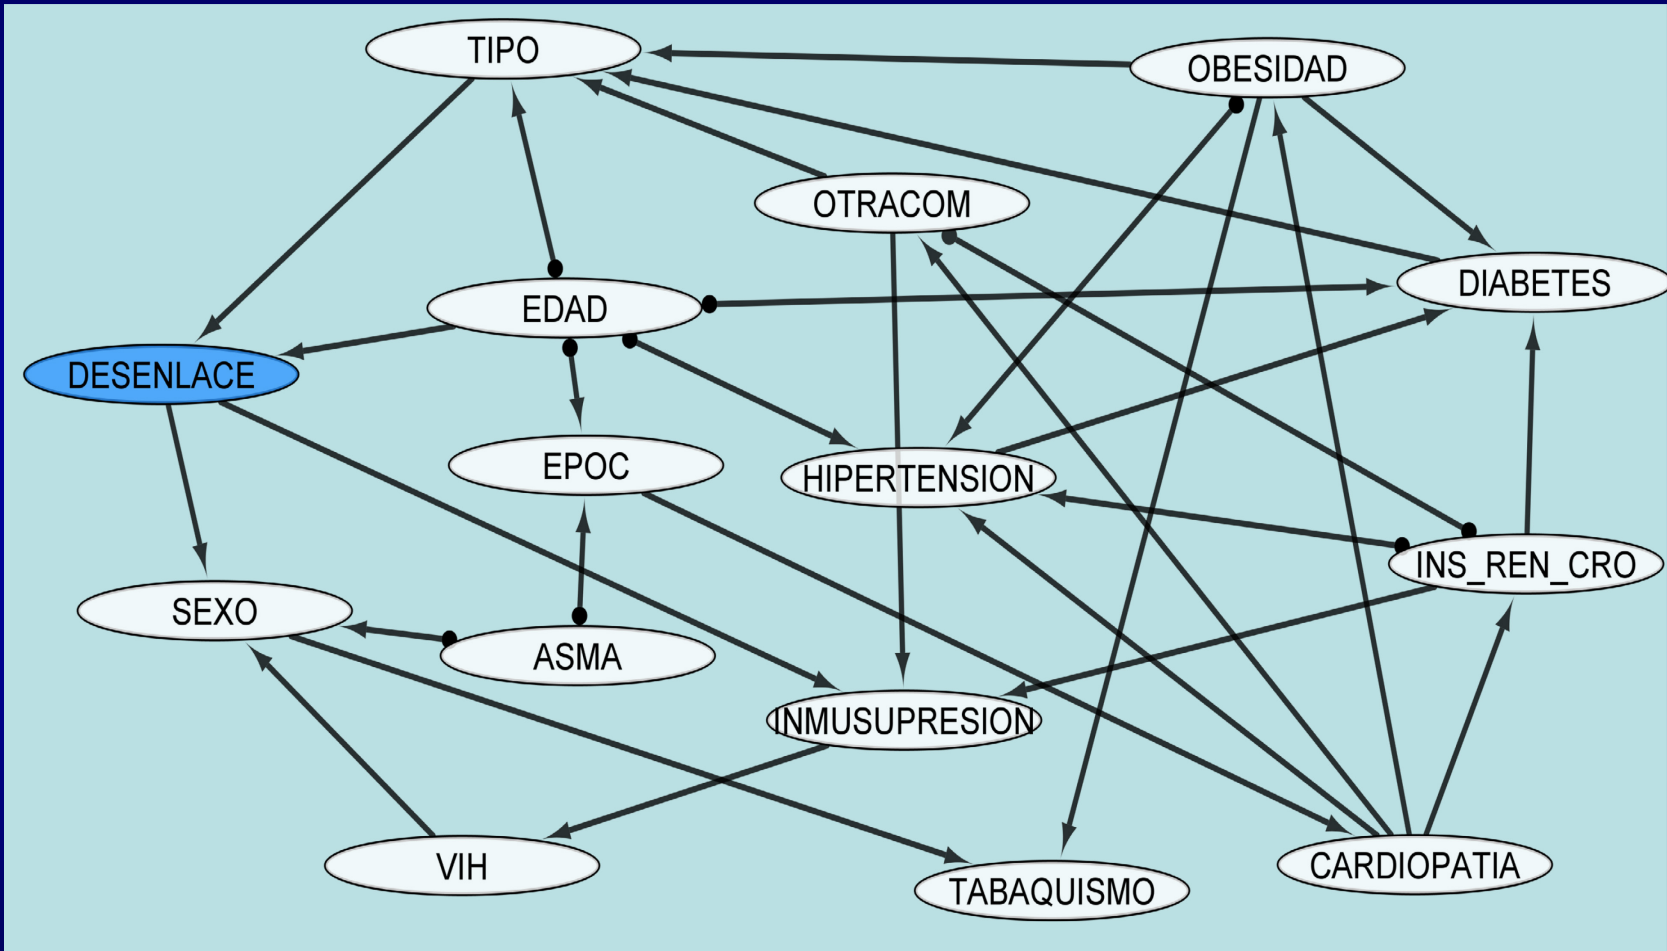 TIPO
OBESIDAD
OTRACOM
DIABETES
EDAD
DESENLACE
EPOC
HIPERTENSION
INS_REN_CRO
SEXO
ASMA
INMUSUPRESION
VIH
CARDIOPATIA
TABAQUISMO